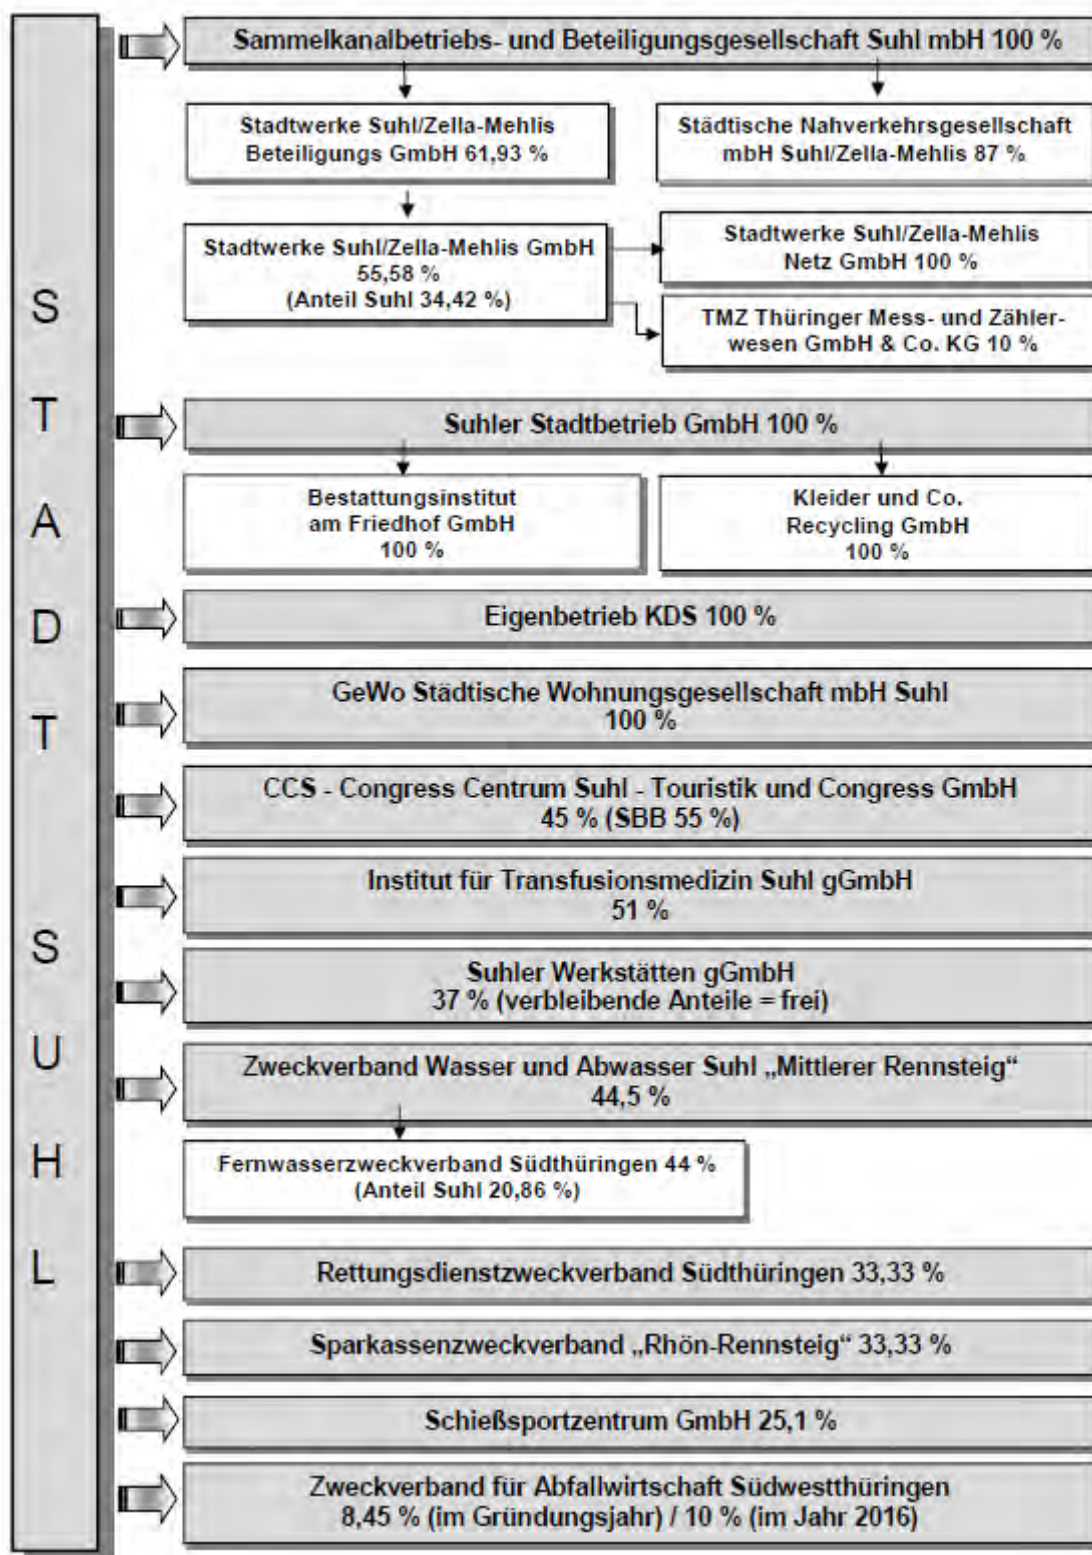 STADT SUHL
Sammelkanalbetriebs- und Beteiligungsgesellschaft Suhl mbH 100 %
Stadtwerke Suhl/Zella-Mehlis
Beteiligungs GmbH 61,93 %
Städtische Nahverkehrsgesellschaft
mbH Suhl/Zella-Mehlis 87 %
Stadtwerke Suhl/Zella-Mehlis GmbH
55,58 %
(Anteil Suhl 34,42 %)
Stadtwerke Suhl/Zella-Mehlis
Netz GmbH 100 %
TMZ Thüringer Mess- und Zähler-
wesen GmbH & Co. KG 10 %
Suhler Stadtbetrieb GmbH 100 %
Bestattungsinstitut
am Friedhof GmbH
100 %
Kleider und Co.
Recycling GmbH
100 %
Eigenbetrieb KDS 100 %
GeWo Städtische Wohnungsgesellschaft mbH Suhl
100 %
CCS - Congress Centrum Suhl - Touristik und Congress GmbH
45 % (SBB 55 %)
Institut für Transfusionsmedizin Suhl gGmbH
51 %
Suhler Werkstätten gGmbH
37 % (verbleibende Anteile = frei)
Zweckverband Wasser und Abwasser Suhl „Mittlerer Rennsteig“
44,5 %
Fernwasserzweckverband Südthüringen 44 %
(Anteil Suhl 20,86 %)
Rettungsdienstzweckverband Südthüringen 33,33 %
Sparkassenzweckverband „Rhön-Rennsteig“ 33,33 %
Schießsportzentrum GmbH 25,1 %
Zweckverband für Abfallwirtschaft Südwestthüringen
8,45 % (im Gründungsjahr) / 10 % (im Jahr 2016)